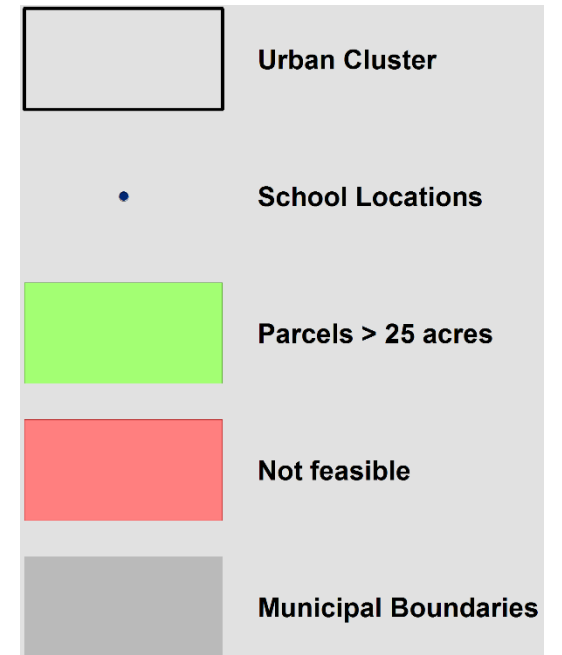 Urban Cluster
School Locations
Parcels > 25 acres
Not feasible
Municipal Boundaries